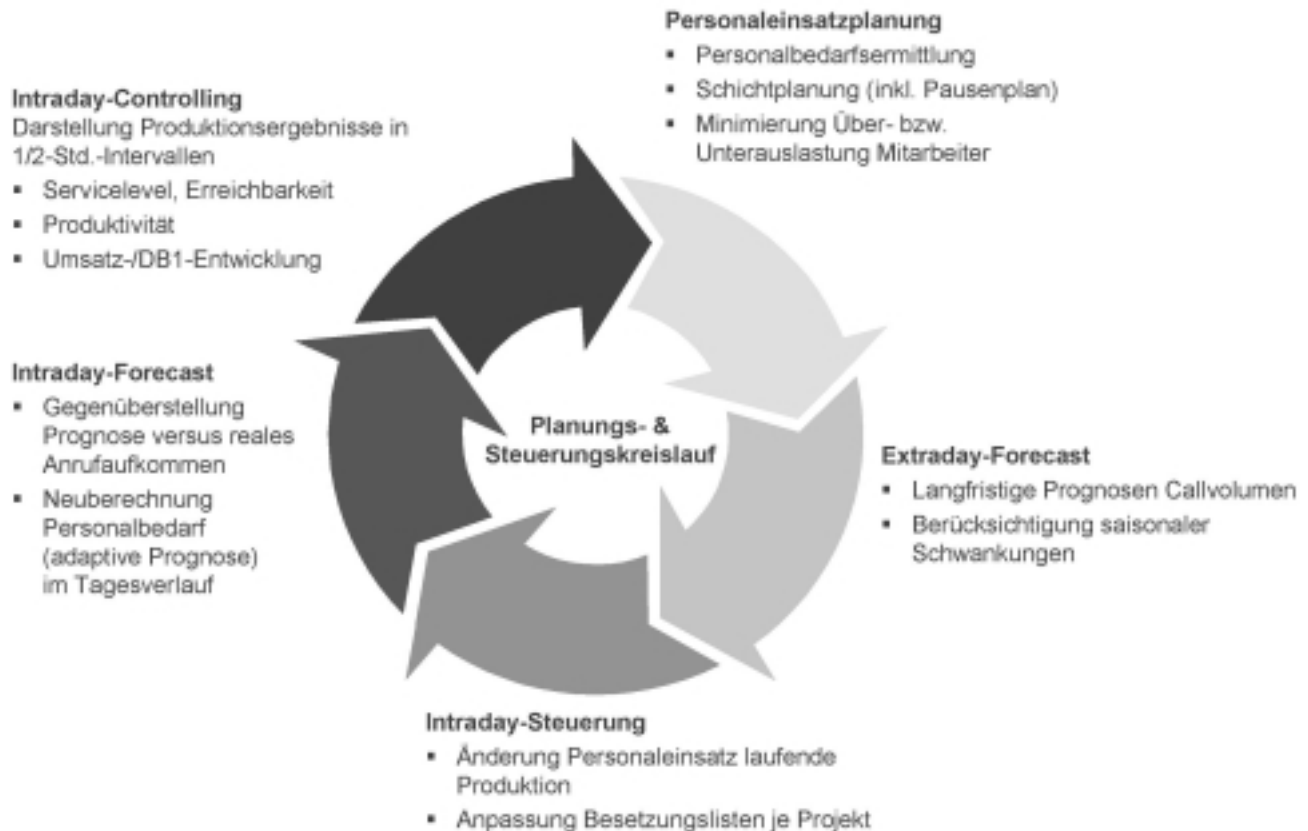 Personaleinsatzplanung
▪ Personalbedarfsermittlung
▪ Schichtplanung (inkl. Pausenplan)
▪ Minimierung Über- bzw.
Unterauslastung Mitarbeiter
Intraday-Controlling
Darstellung Produktionsergebnisse in
1/2-Std.-Intervallen
▪ Servicelevel, Erreichbarkeit
▪ Produktivität
▪ Umsatz-/DB1-Entwicklung
Intraday-Forecast
▪ Gegenüberstellung
Prognose versus reales
Anrufaufkommen
▪ Neuberechnung
Personalbedarf
(adaptive Prognose)
im Tagesverlauf
Planungs- &
Steuerungskreislauf
Extraday-Forecast
▪ Langfristige Prognosen Callvolumen
▪ Berücksichtigung saisonaler
Schwankungen
Intraday-Steuerung
▪ Änderung Personaleinsatz laufende
Produktion
▪ Anpassung Besetzungslisten je Projekt